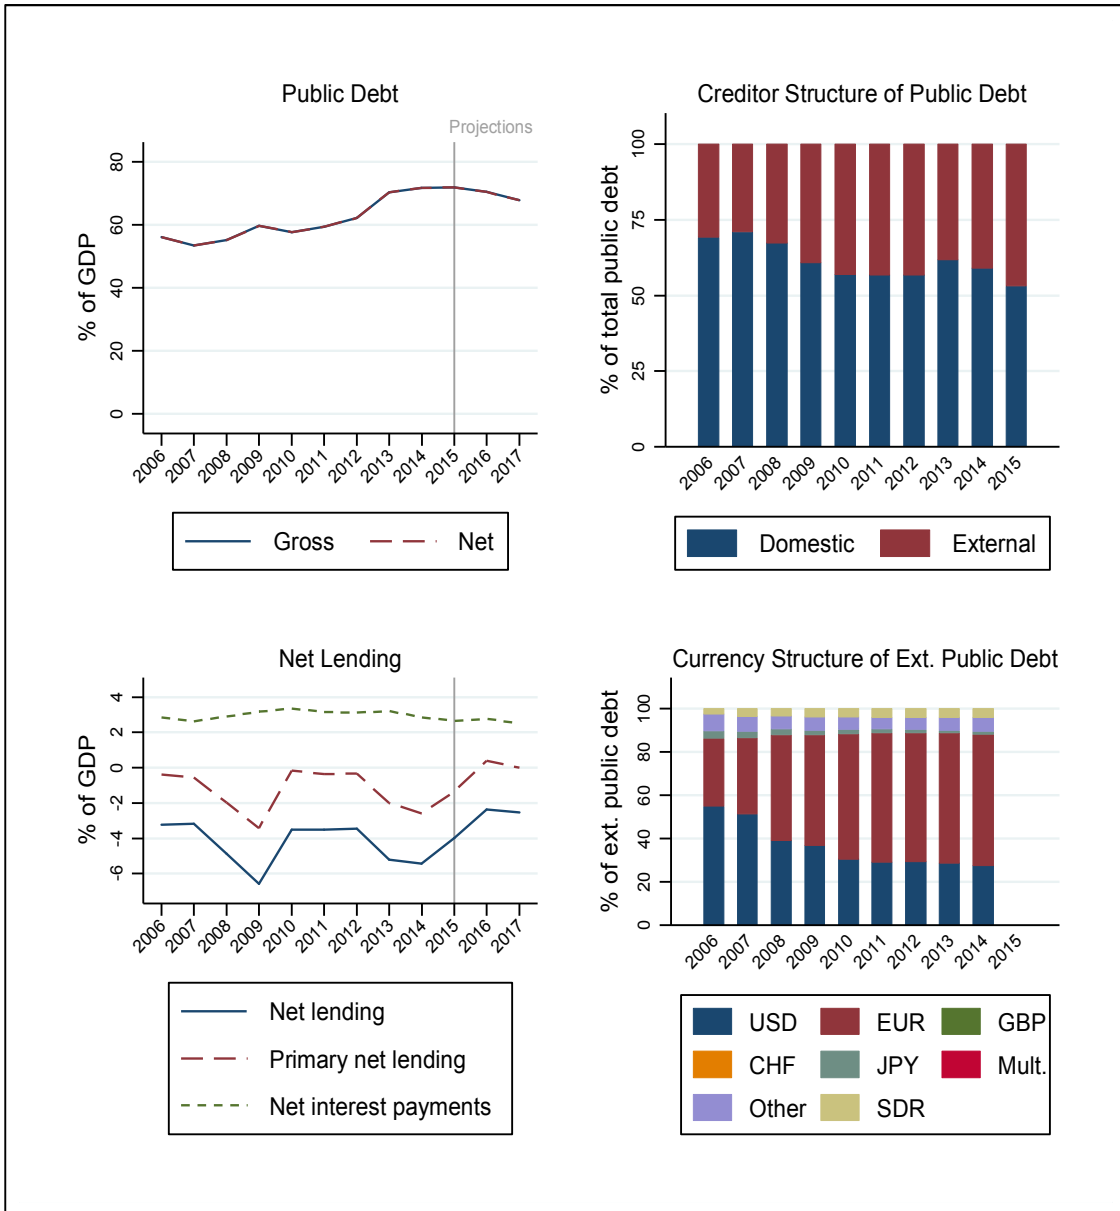 Public Debt
Projections
% of GDP
80
60
40
20
0
2006 2007 2008 2009 2010 2011 2012 2013 2014 2015 2016 2017
Gross Net
Creditor Structure of Public Debt
% of total public debt
100
75
50
25
0
2006 2007 2008 2009 2010 2011 2012 2013 2014 2015
Domestic External
Net Lending
% of GDP
4
2
0
-2
-4
-6
2006 2007 2008 2009 2010 2011 2012 2013 2014 2015 2016 2017
Net lending
Primary net lending
Net interest payments
Currency Structure of Ext. Public Debt
% of ext. public debt
100
80
60
40
20
0
2006 2007 2008 2009 2010 2011 2012 2013 2014 2015
USD EUR GBP
CHF JPY Mult.
Other SDR